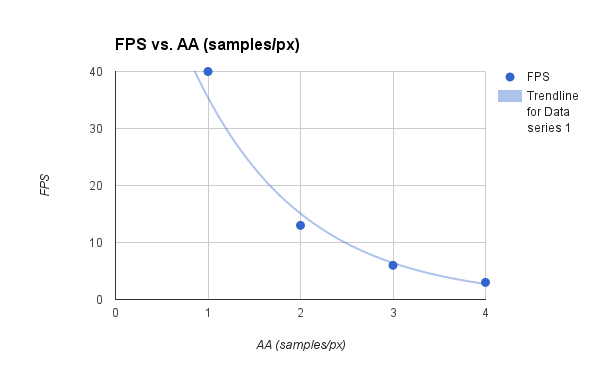 FPS vs. AA (samples/px)
40
30
20
10
0
FPS
0 1 2 3 4
AA (samples/px)
FPS
Trendline
for Data
series 1